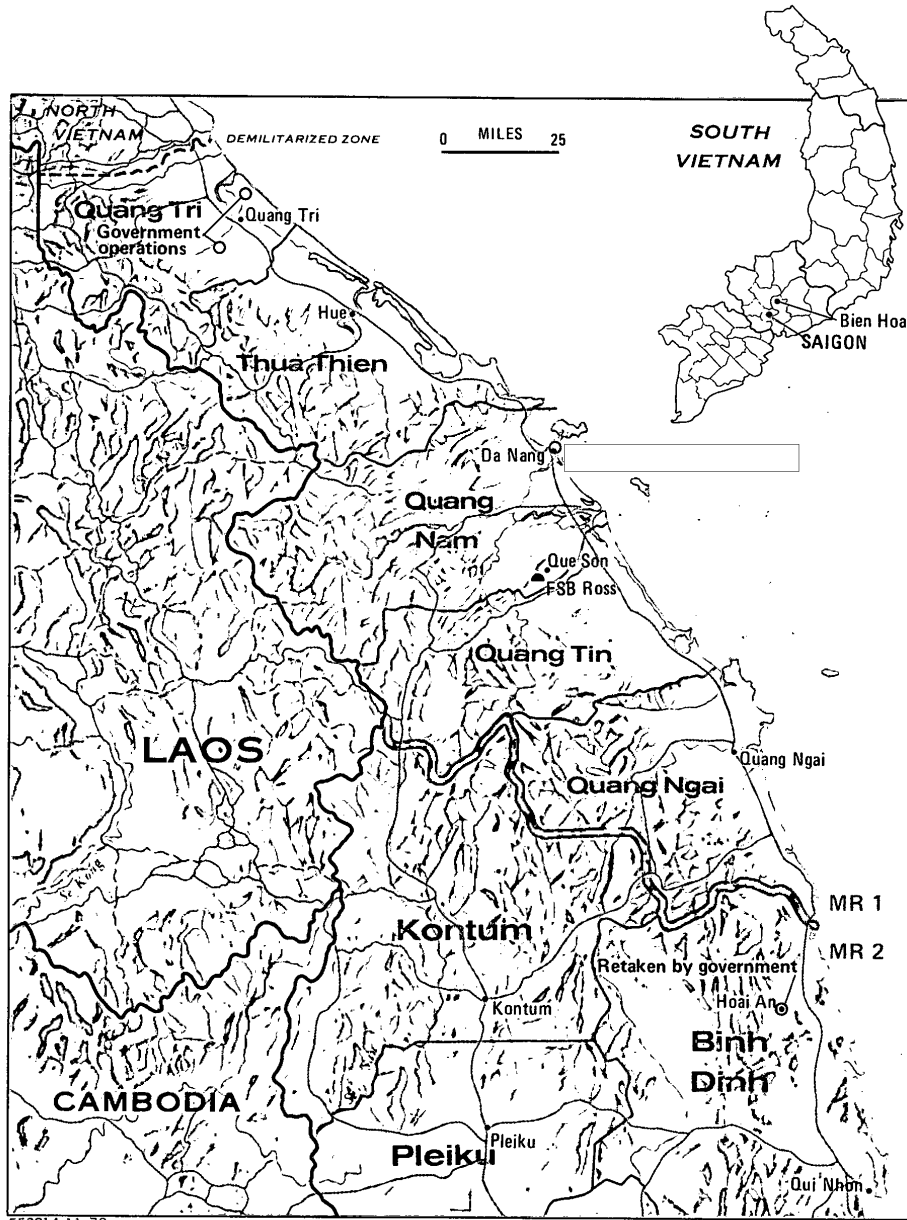 NORTH
VIETNAM
DEMILITARIZED ZONE
0 MILES 25
SOUTH
VIETNAM
Quang Tri
Quang Tri
Government
operations
Bien Hoa
SAIGON
Hue
Thua Thien
Da Nang
Quang
Nam
Que Son
FSB Ross
Quang Tin
LAOS
Quang Ngai
Quang Ngai
Se Kong
MR 1
Kontum
MR 2
Retaken by government
Hoai An
Kontum
Binh
Dinh
CAMBODIA
Pleiku
Pleiku
Qui Nhon